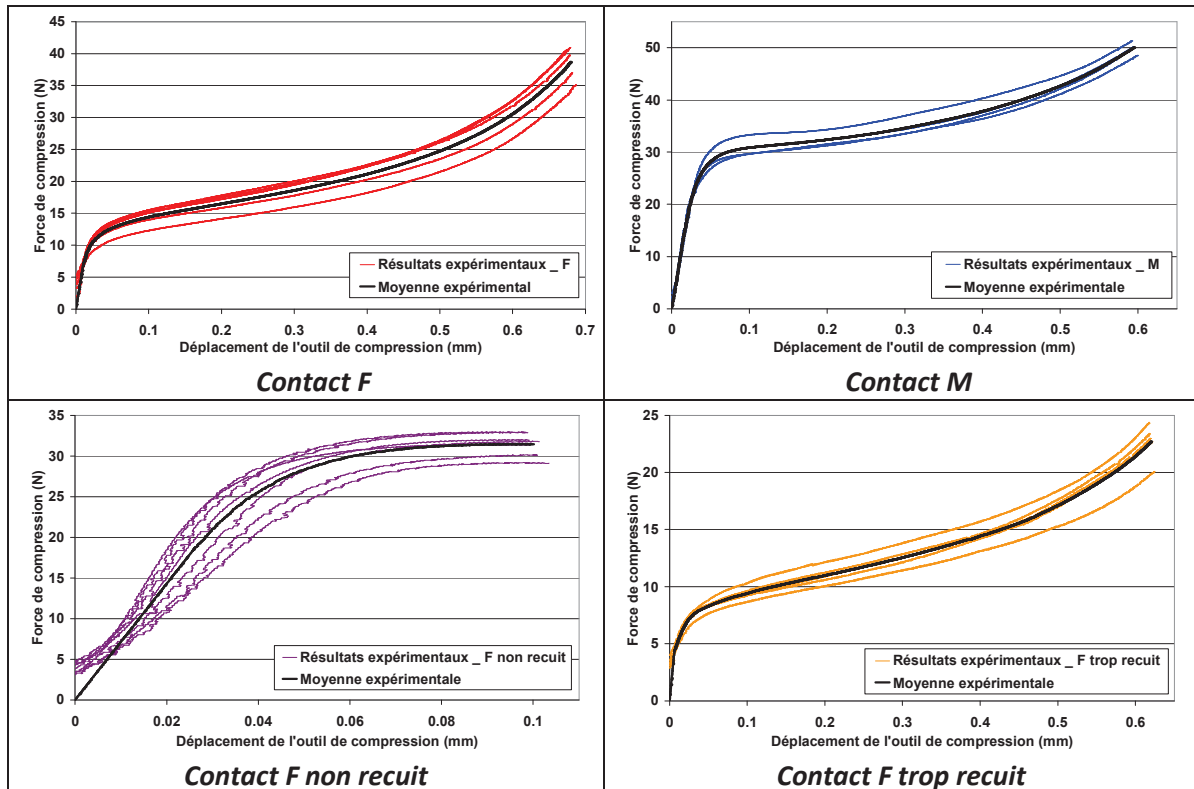 45
40
35
30
25
20
15
10
5
0
0 0.1 0.2 0.3 0.4 0.5 0.6 0.7
Force de compression (N)
Déplacement de l'outil de compression (mm)
Résultats expérimentaux _ F
Moyenne expérimental
Contact F
50
40
30
20
10
0
0 0.1 0.2 0.3 0.4 0.5 0.6
Force de compression (N)
Déplacement de l'outil de compression (mm)
Résultats expérimentaux _ M
Moyenne expérimentale
Contact M
35
30
25
20
15
10
5
0
0 0.02 0.04 0.06 0.08 0.1
Force de compression (N)
Déplacement de l'outil de compression (mm)
Résultats expérimentaux _ F non recuit
Moyenne expérimentale
Contact F non recuit
25
20
15
10
5
0
0 0.1 0.2 0.3 0.4 0.5 0.6
Force de compression (N)
Déplacement de l'outil de compression (mm)
Résultats expérimentaux _ F trop recuit
Moyenne expérimentale
Contact F trop recuit